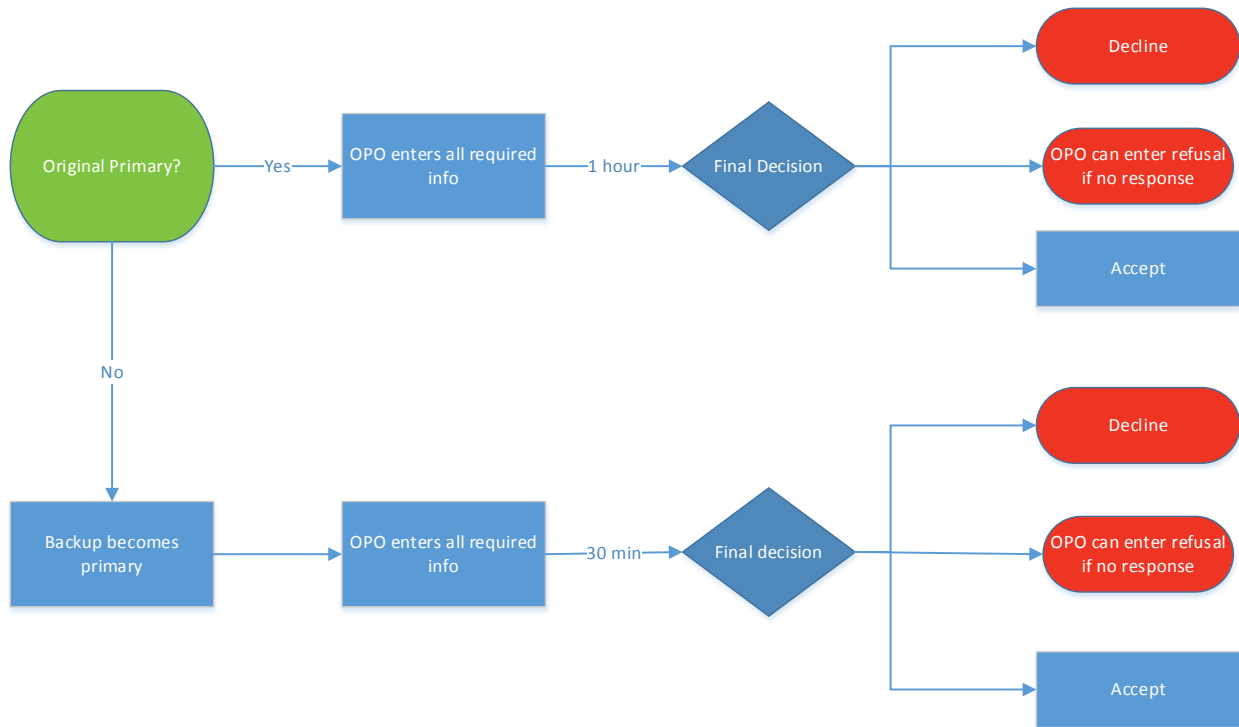 Original Primary?
Yes
OPO enters all required
info
1 hour
Final Decision
Decline
OPO can enter refusal
if no response
Accept
No
Backup becomes
primary
OPO enters all required
info
30 min
Final decision
Decline
OPO can enter refusal
if no response
Accept